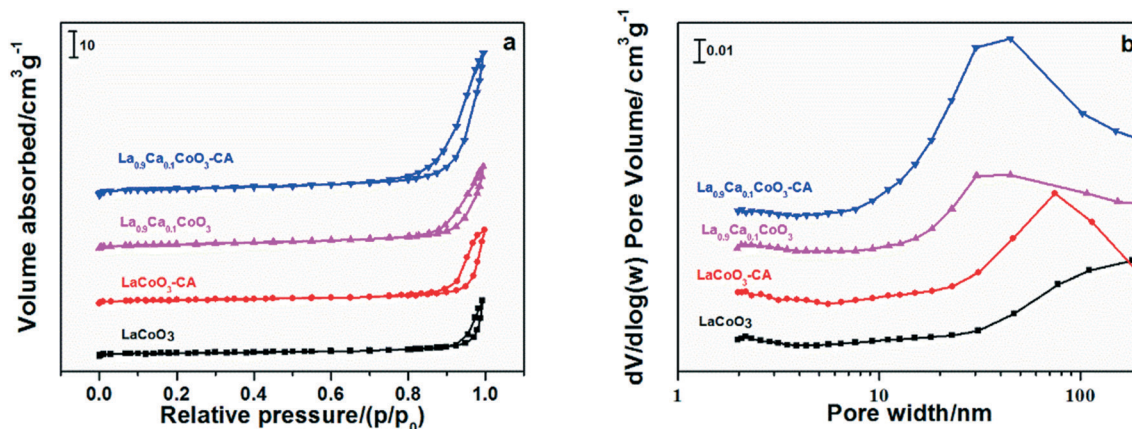 10
a
Volume absorbed/cm³g⁻¹
La₀.₉Ca₀.₁CoO₃-CA
La₀.₉Ca₀.₁CoO₃
LaCoO₃-CA
LaCoO3
0.0 0.2 0.4 0.6 0.8 1.0
Relative pressure/(p/p₀)
0.01
b
dV/dlog(w) Pore Volume/ cm³g⁻¹
La₀.₉Ca₀.₁CoO₃-CA
La₀.₉Ca₀.₁CoO₃
LaCoO₃-CA
LaCoO3
1 10 100
Pore width/nm